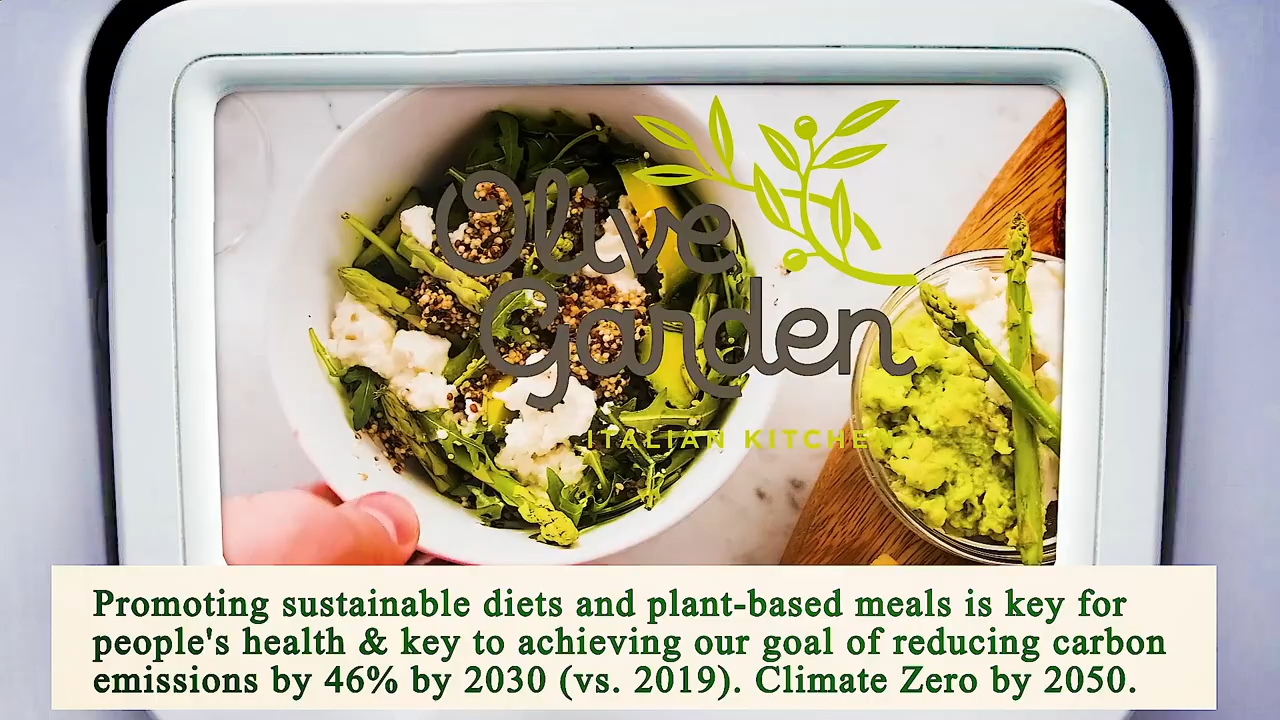 Olive
Garden
ITALIAN KITCHEN
Promoting sustainable diets and plant-based meals is key for
people's health & key to achieving our goal of reducing carbon
emissions by 46% by 2030 (vs. 2019). Climate Zero by 2050.